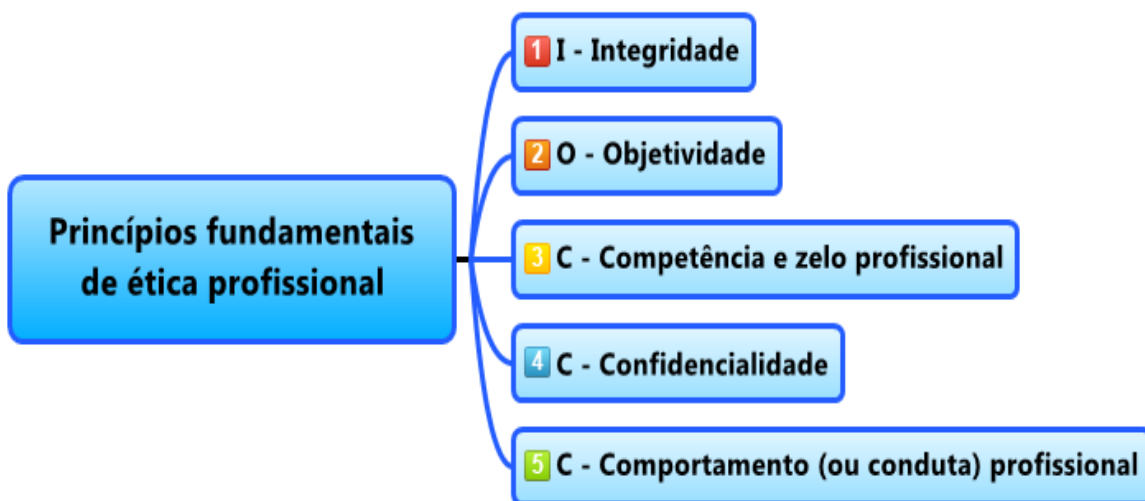 1 I - Integridade
2 O - Objetividade
Princípios fundamentais
de ética profissional
3 C - Competência e zelo profissional
4 C - Confidencialidade
5 C - Comportamento (ou conduta) profissional